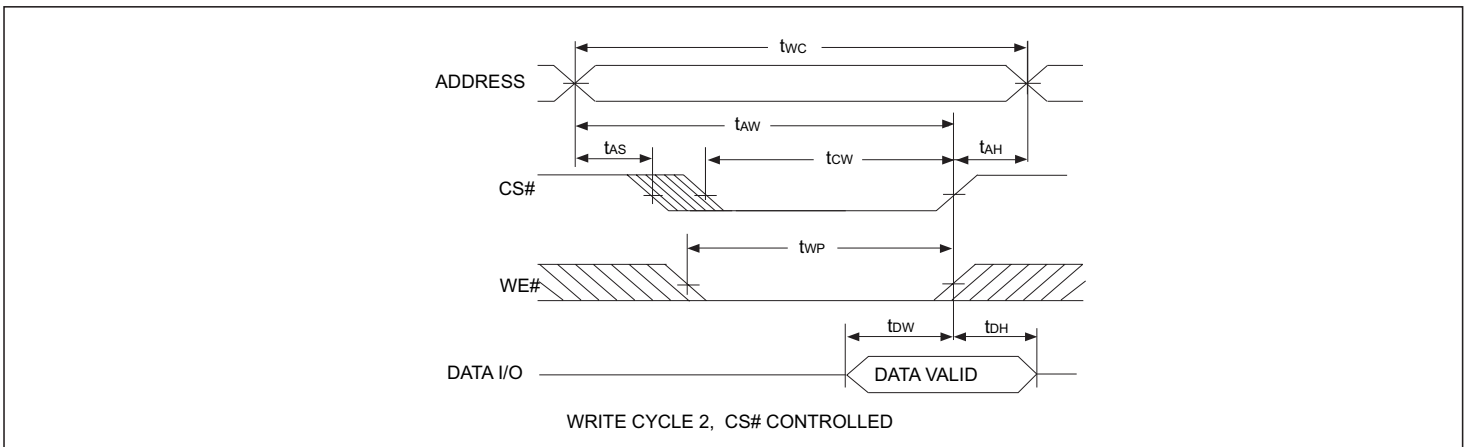 tWC
ADDRESS
tAW
tAS
tCW
tAH
CS#
tWP
WE#
tDW
tDH
DATA I/O
DATA VALID
WRITE CYCLE 2, CS# CONTROLLED